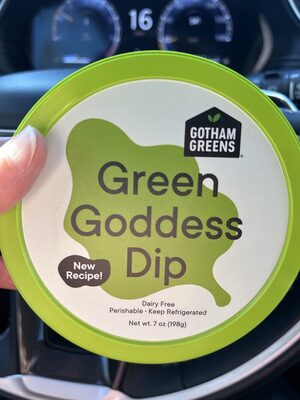 16
GOTHAM
GREENS
Green
Goddess
Dip
New
Recipe!
Dairy Free
Perishable • Keep Refrigerated
Net wt. 7 oz (198g)